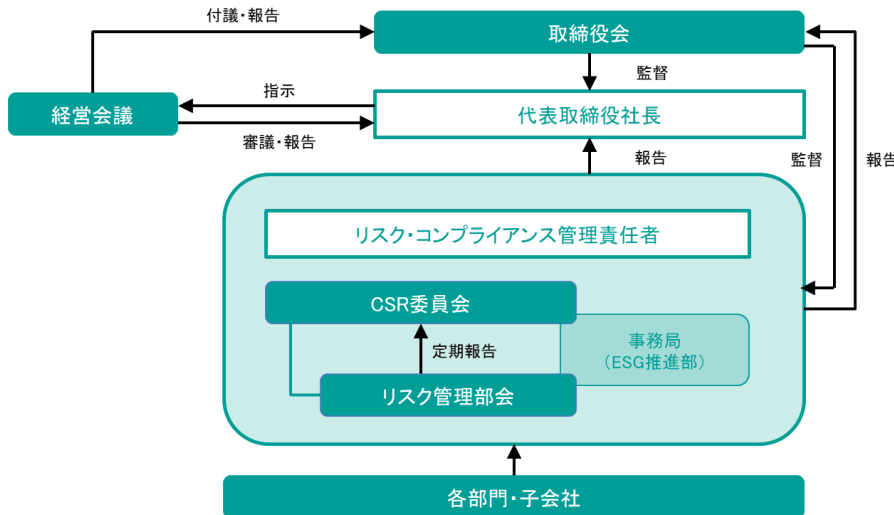 付議・報告
取締役会
監督
指示
経営会議
代表取締役社長
審議・報告
報告
監督
報告
リスク・コンプライアンス管理責任者
CSR委員会
事務局
（ESG推進部）
定期報告
リスク管理部会
各部門・子会社